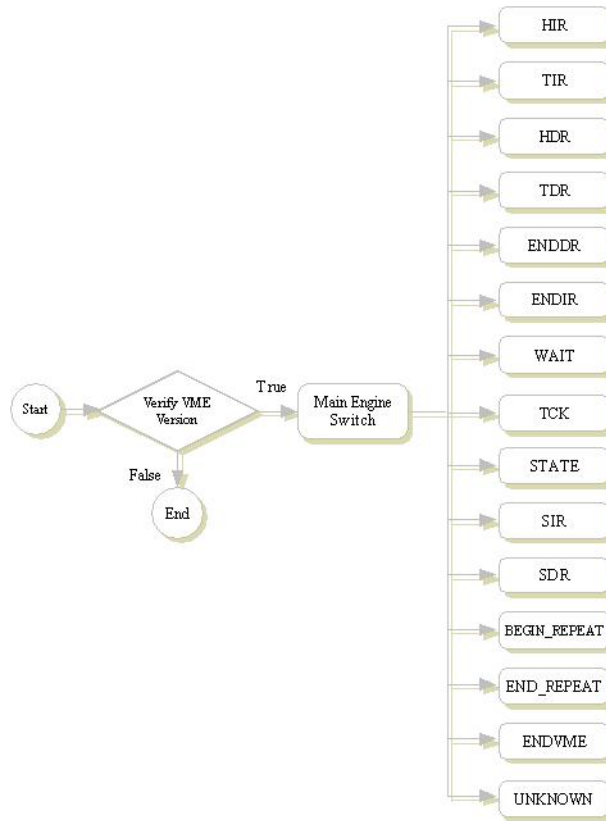 Start
Verify VME
Version
True
False
End
Main Engine
Switch
HIR
TIR
HDR
TDR
ENDDR
ENDIR
WAIT
TCK
STATE
SIR
SDR
BEGIN_REPEAT
END_REPEAT
ENDVME
UNKNOWN